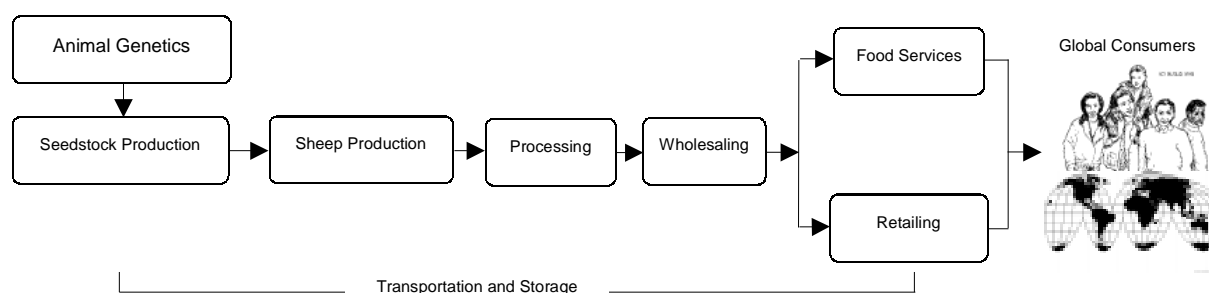 Animal Genetics
Seedstock Production
Sheep Production
Processing
Wholesaling
Food Services
Retailing
Global Consumers
Transportation and Storage